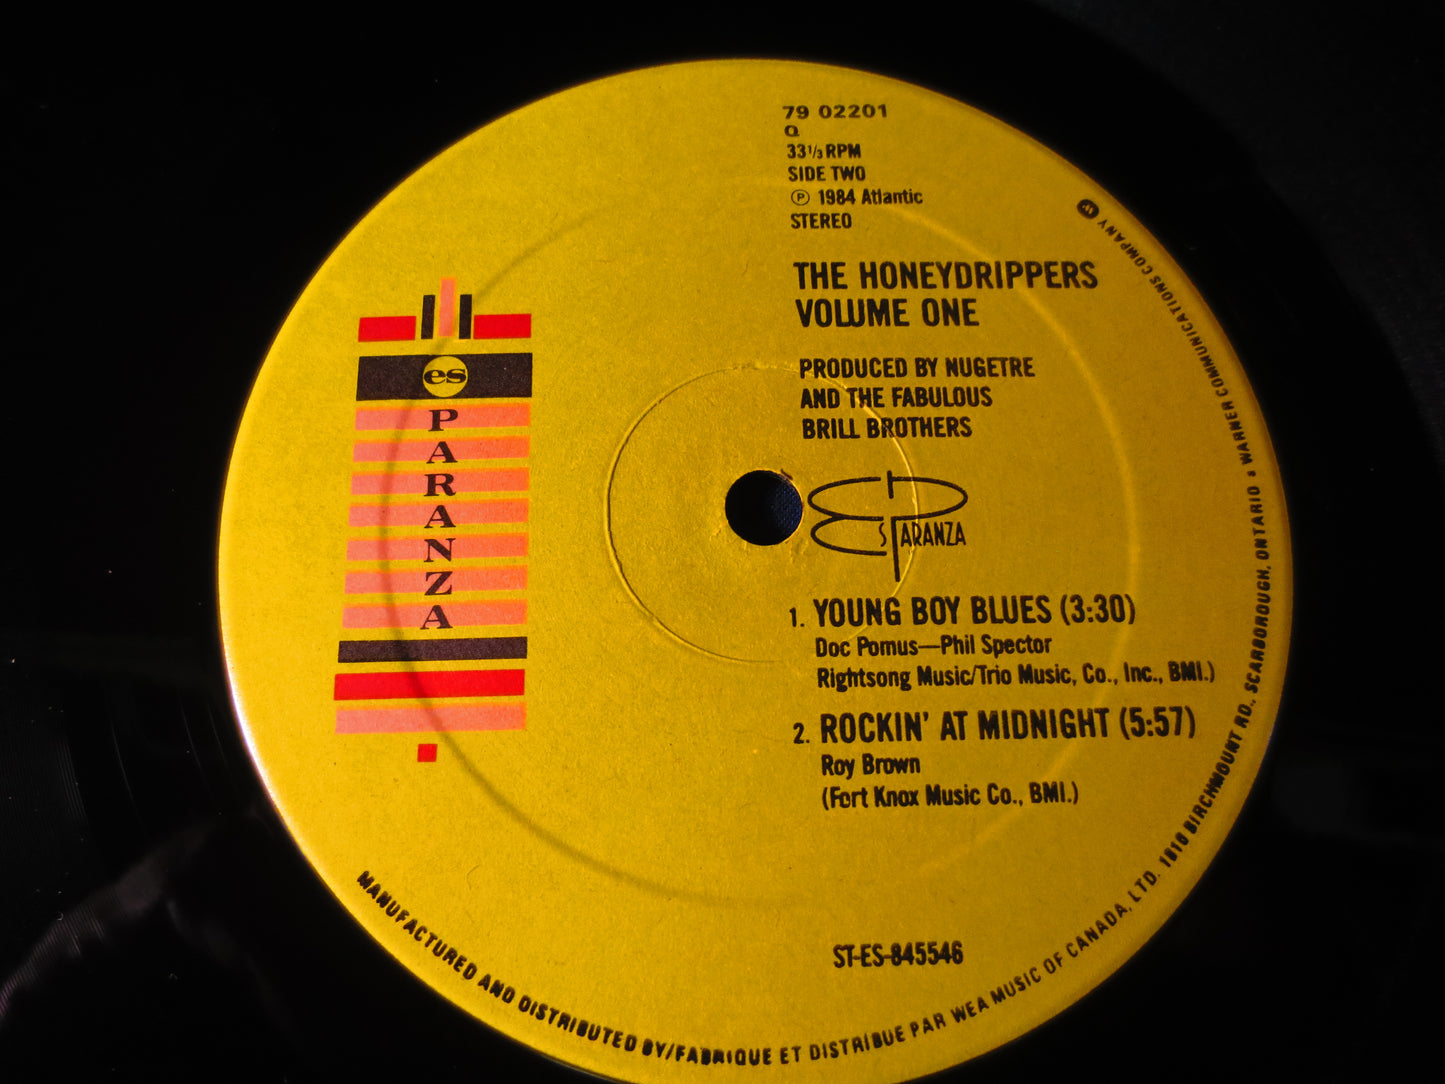 79 02201
Q
33 1/3 RPM
SIDE TWO
Ⓟ 1984 Atlantic
STEREO
THE HONEYDRIPPERS
VOLUME ONE
PRODUCED BY NUGETRE
AND THE FABULOUS
BRILL BROTHERS
es
PARANZA
ESPARANZA
1. YOUNG BOY BLUES (3:30)
Doc Pomus—Phil Spector
Rightsong Music/Trio Music, Co., Inc., BMI.)
2. ROCKIN' AT MIDNIGHT (5:57)
Roy Brown
(Fort Knox Music Co., BMI.)
ST-ES-845546
MANUFACTURED AND DISTRIBUTED BY/FABRIQUE ET DISTRIBUE PAR WEA MUSIC OF CANADA, LTD. 1810 BIRCHMOUNT RD., SCARBOROUGH, ONTARIO a WARNER COMMUNICATIONS COMPANY